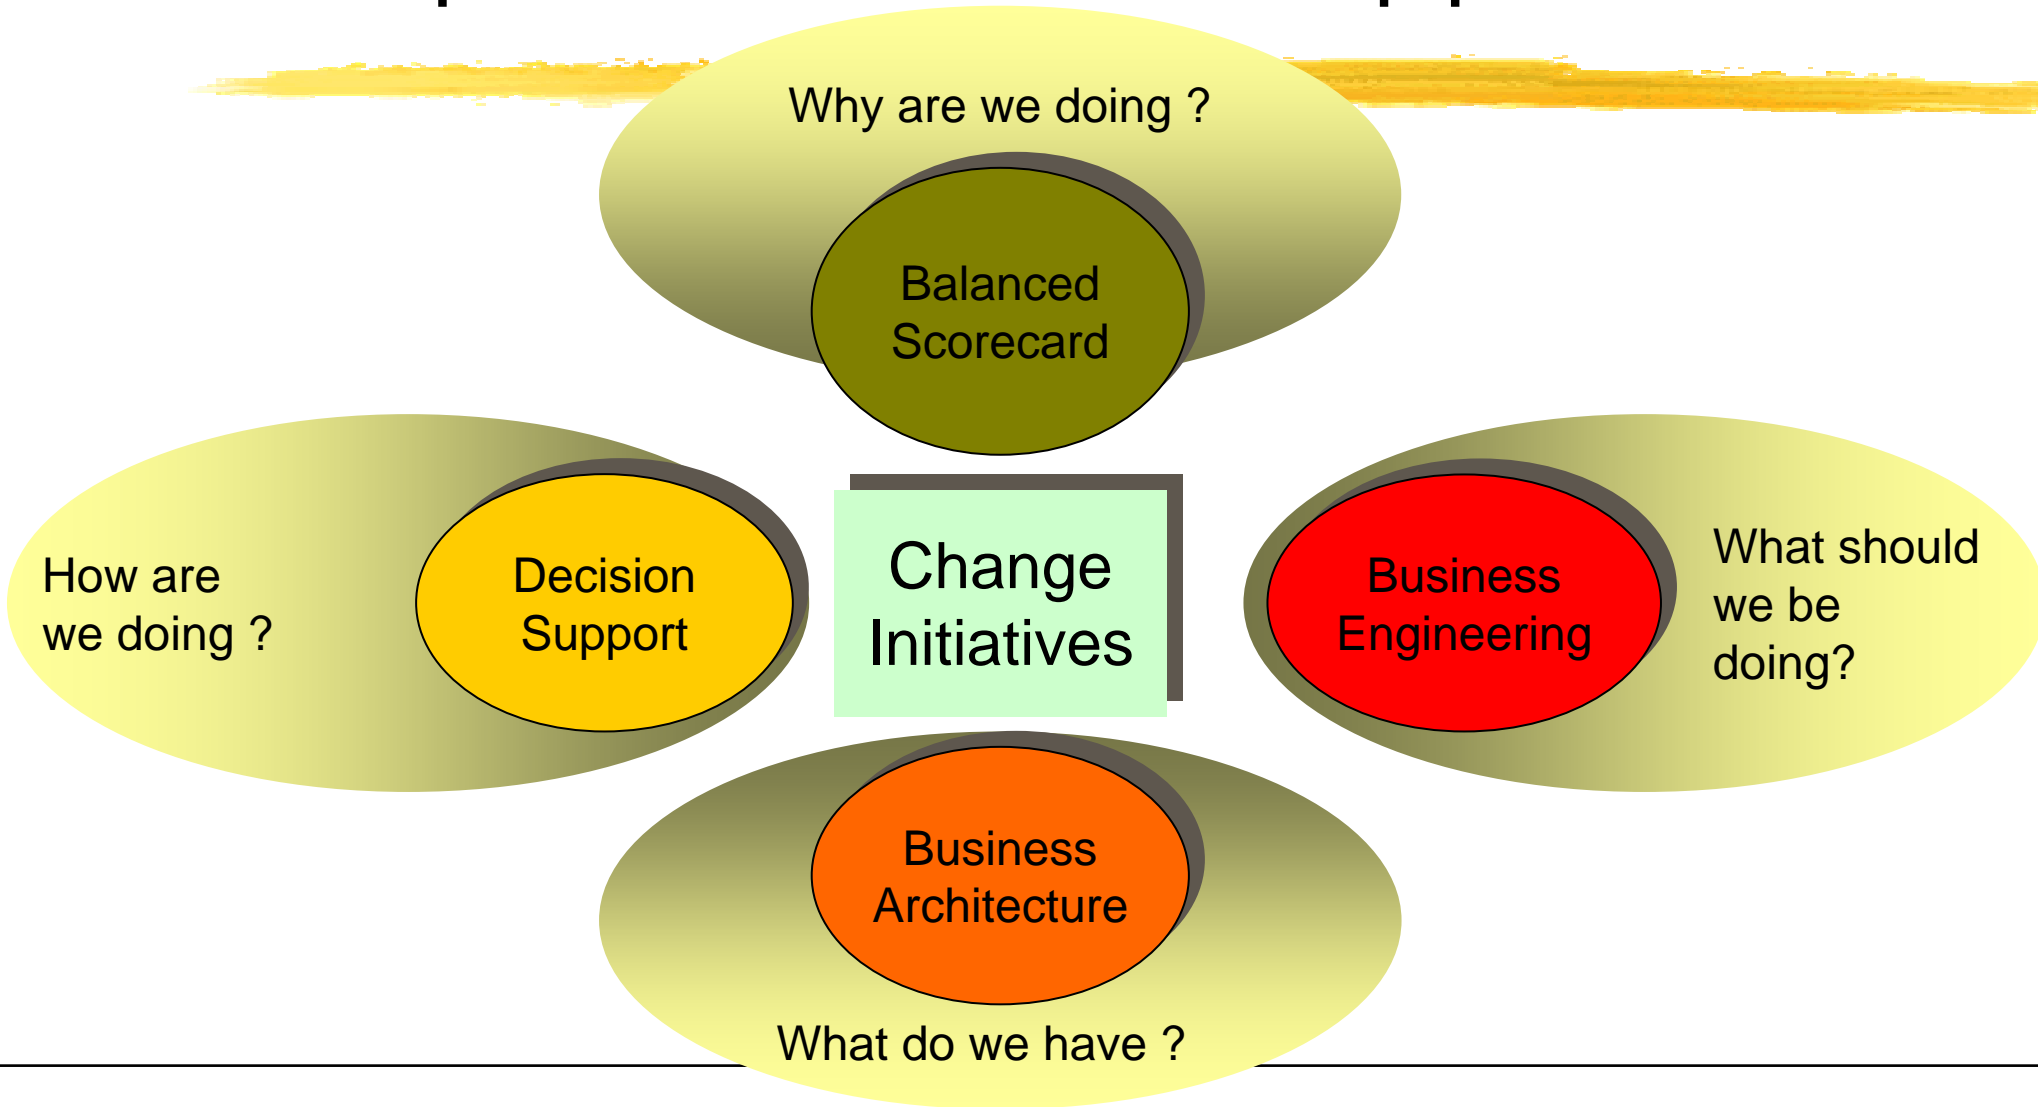 Why are we doing ?
Balanced
Scorecard
How are
we doing ?
Decision
Support
Change
Initiatives
Business
Engineering
What should
we be
doing?
Business
Architecture
What do we have ?